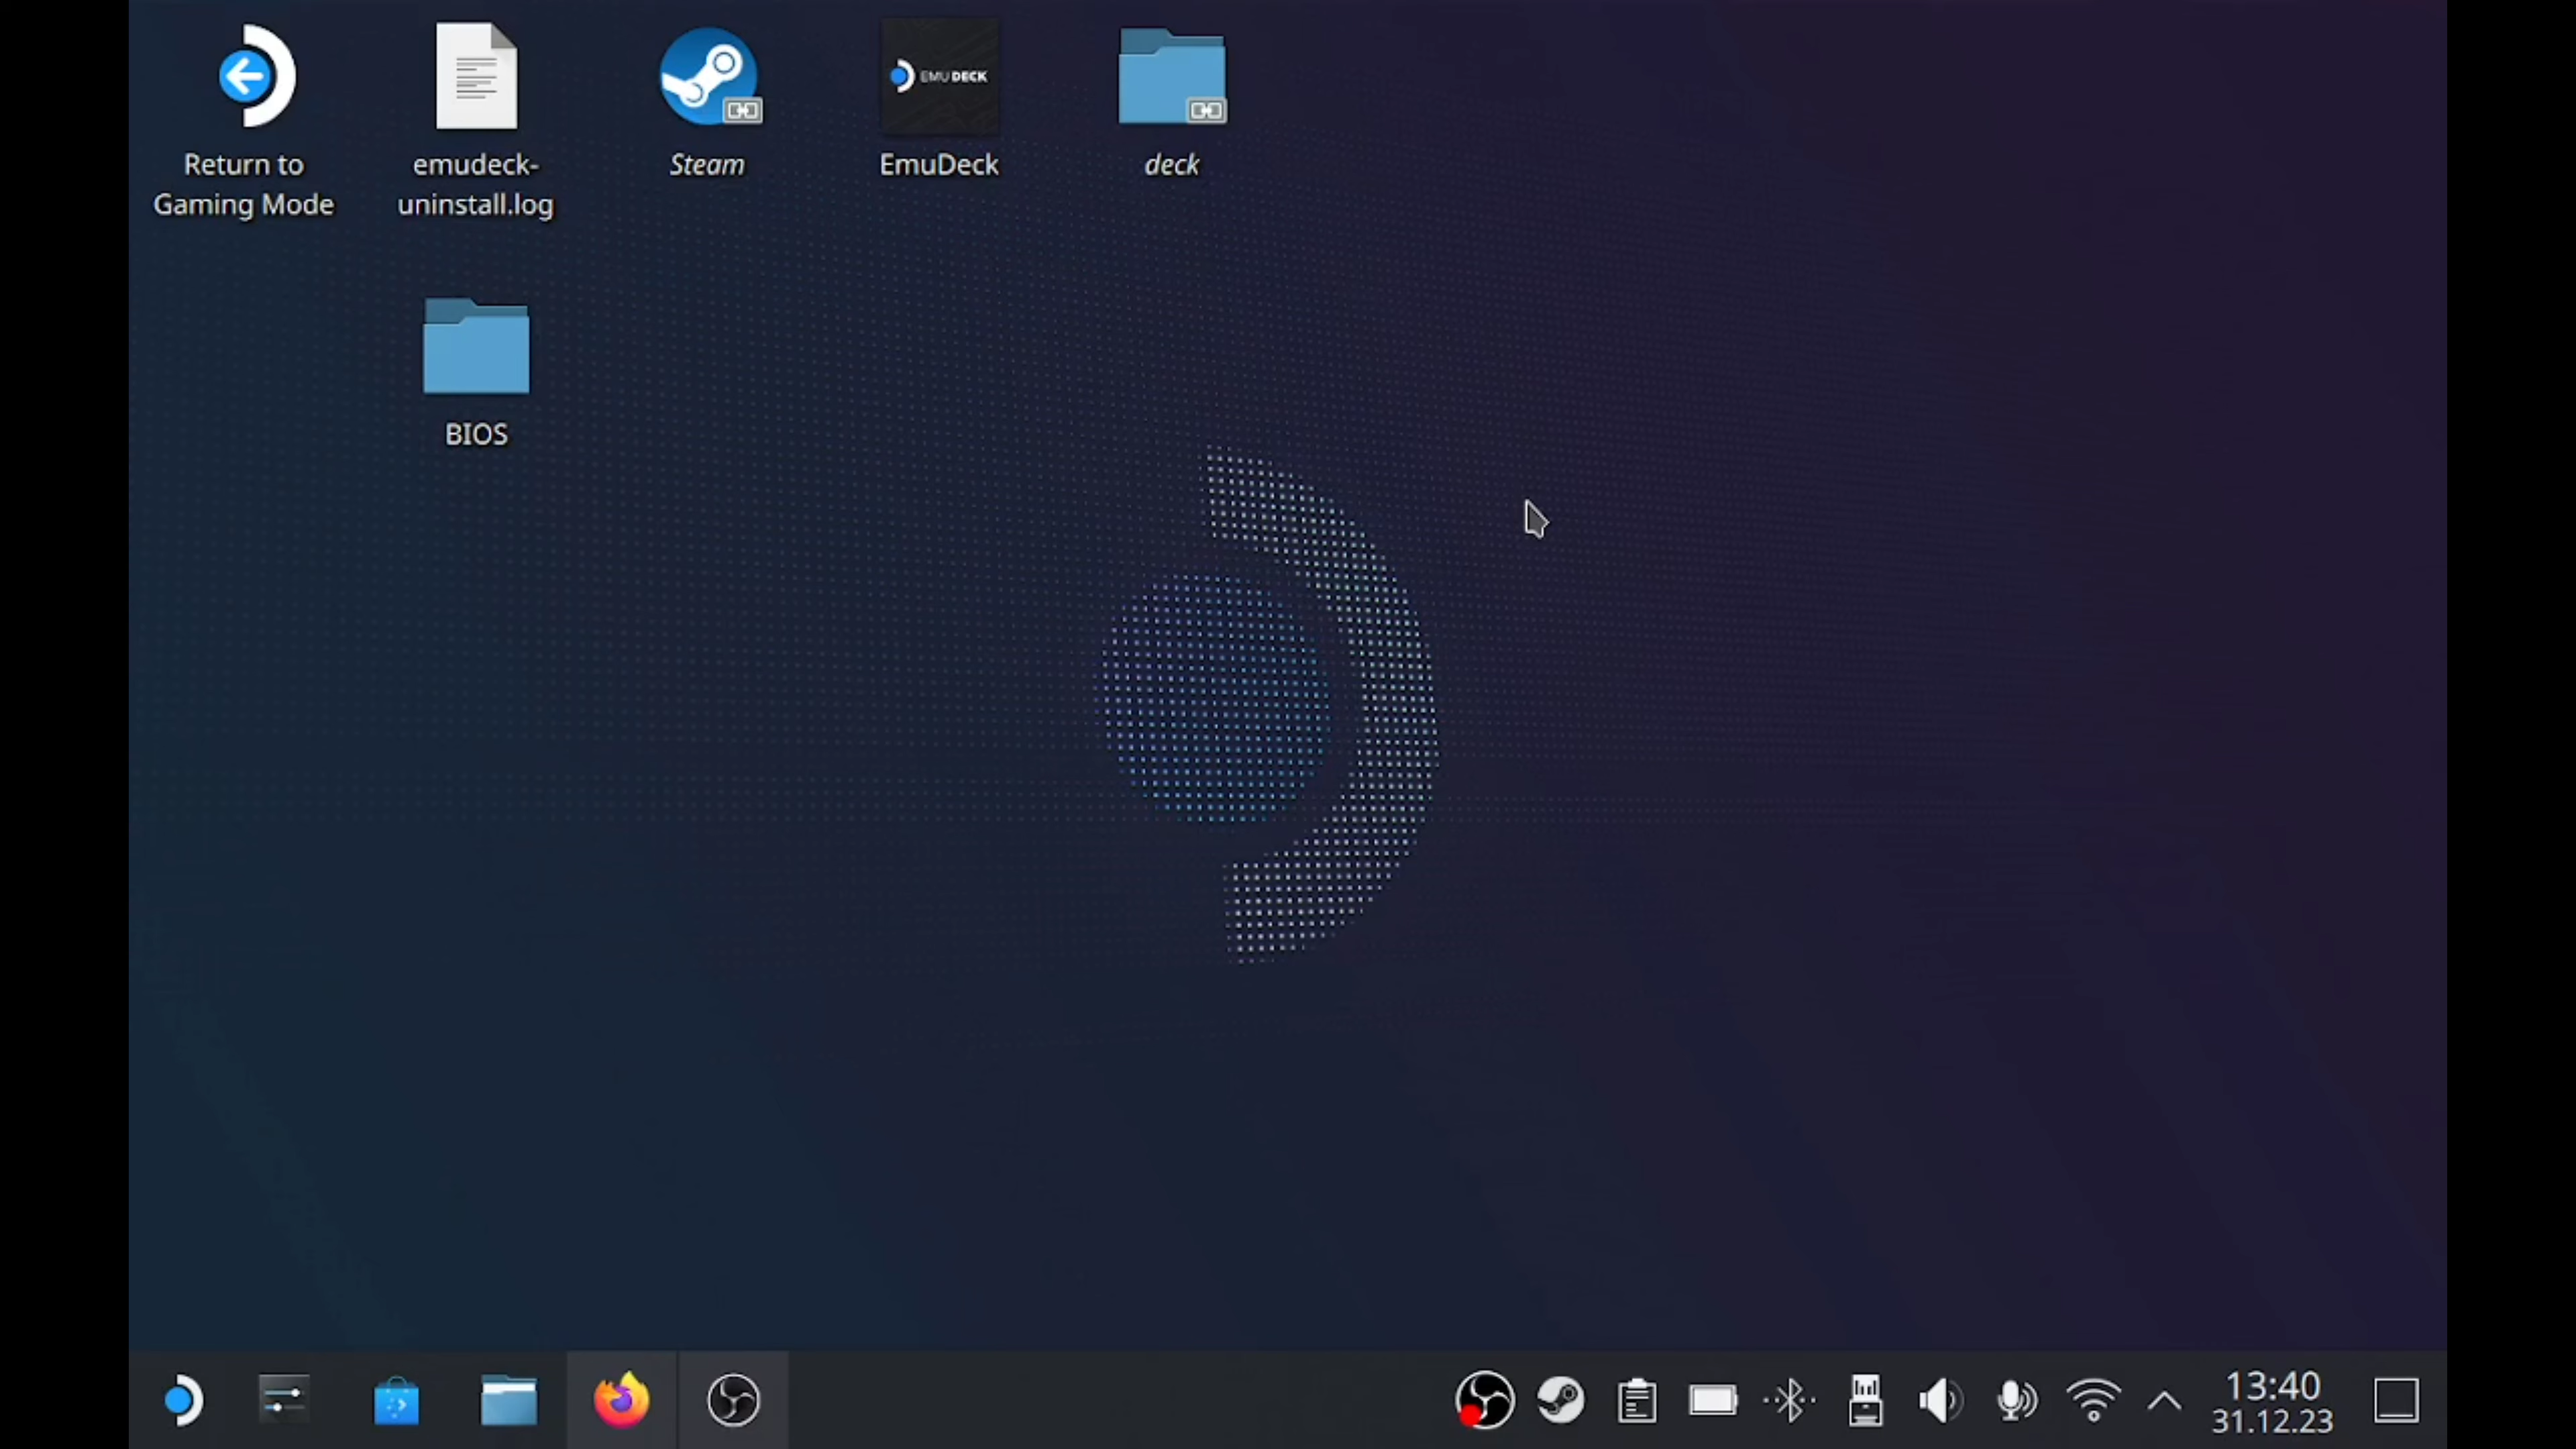 EMU DECK
Return to
Gaming Mode
emudeck-
uninstall.log
Steam
EmuDeck
deck
BIOS
13:40
31.12.23